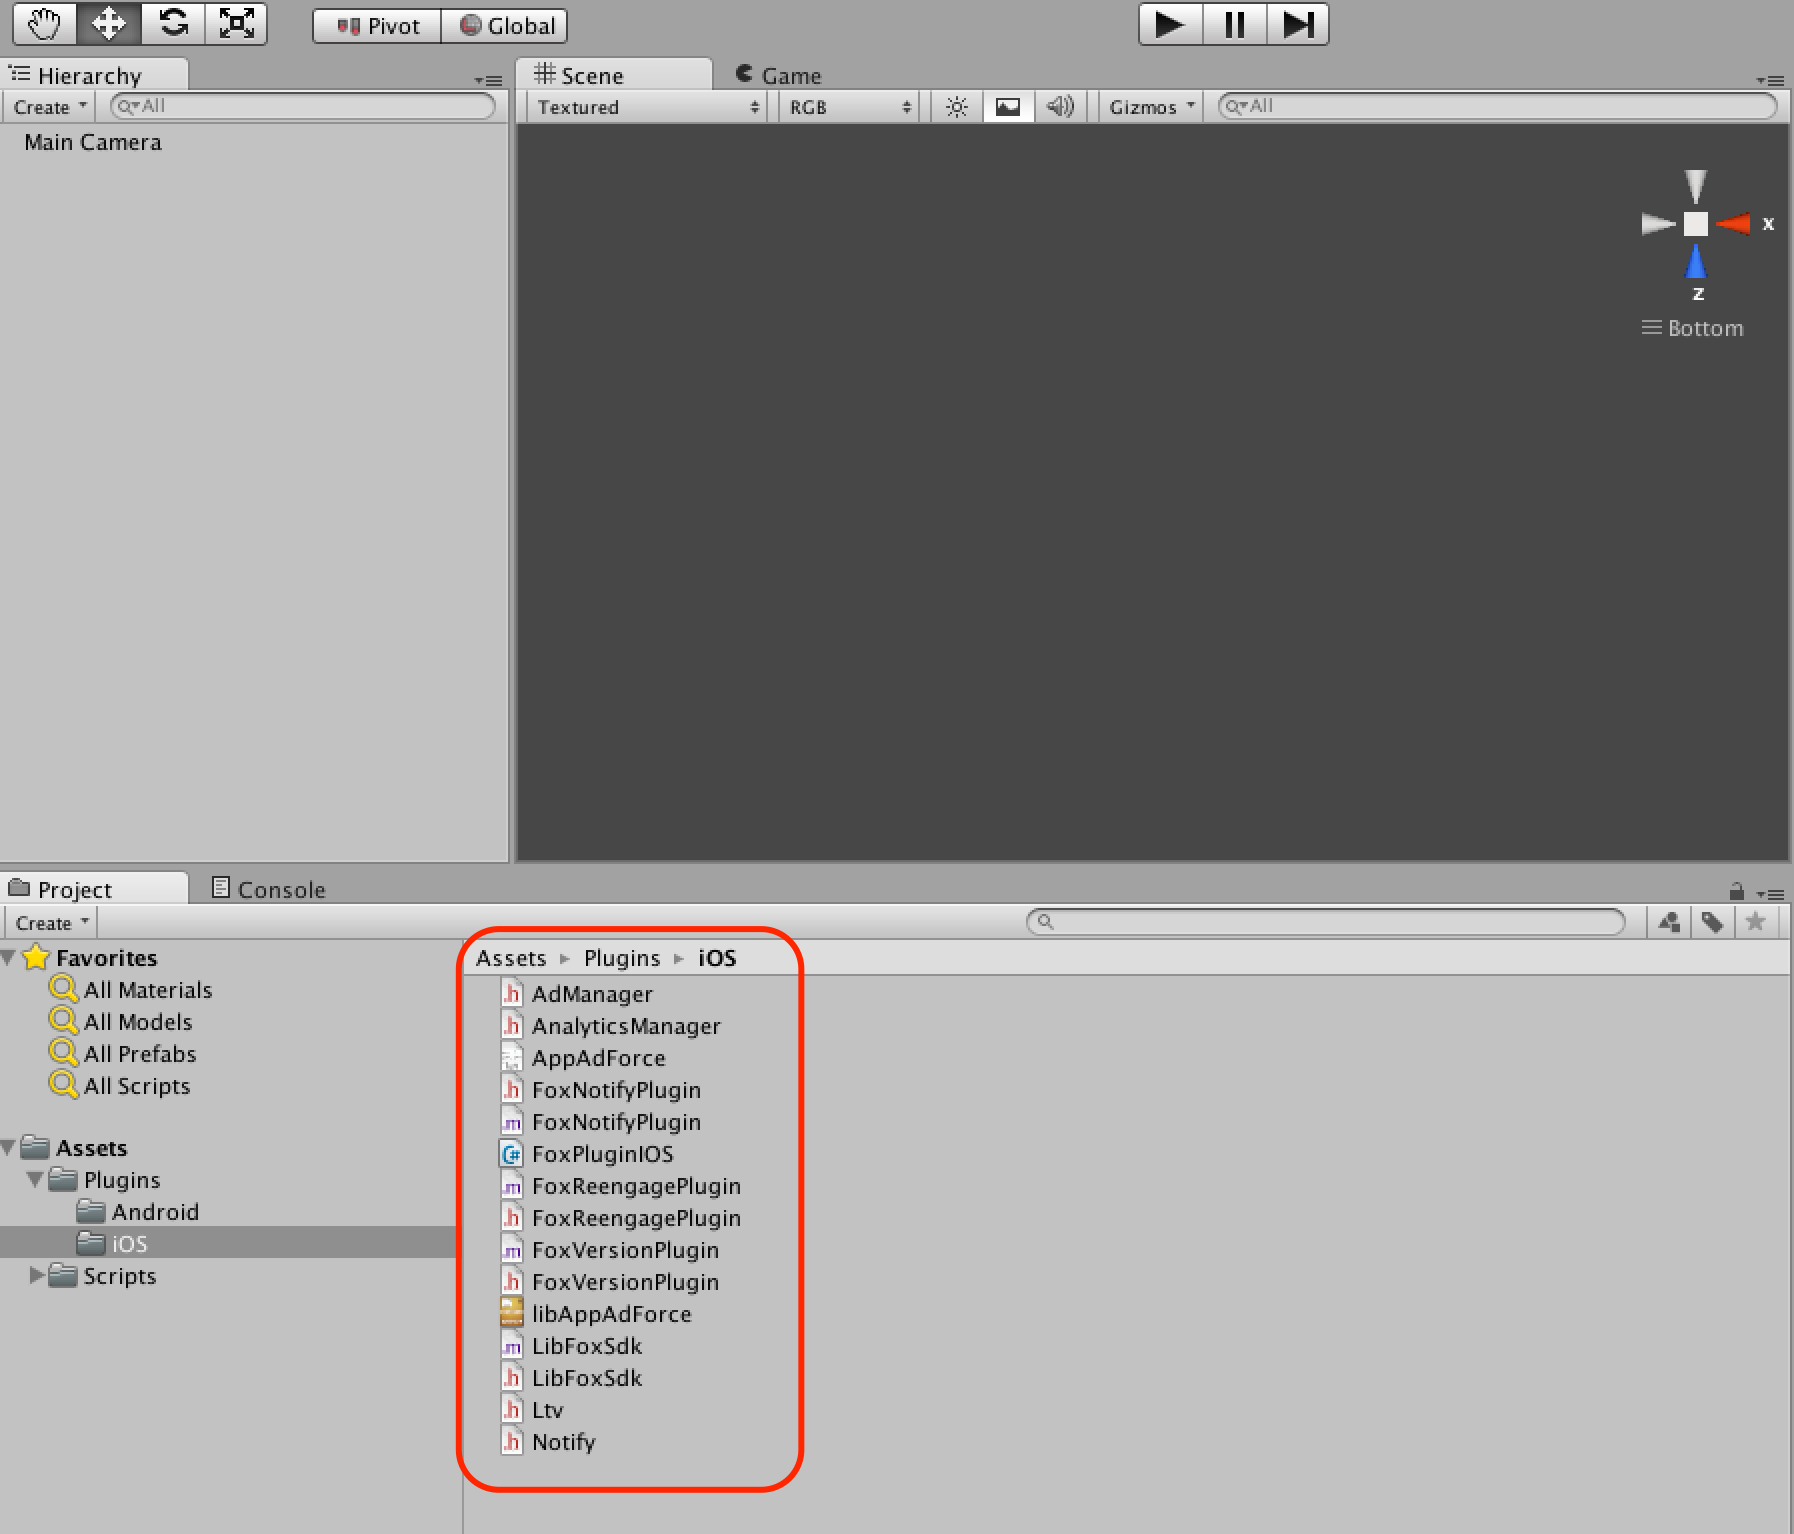 Pivot Global
Hierarchy
Create All
Main Camera
Scene Game
Textured RGB Gizmos All
x
z
Bottom
Project Console
Create
Favorites
All Materials
All Models
All Prefabs
All Scripts
Assets
Plugins
Android
iOS
Scripts
Assets Plugins iOS
.h AdManager
.h AnalyticsManager
AppAdForce
.h FoxNotifyPlugin
.m FoxNotifyPlugin
C# FoxPluginIOS
.m FoxReengagePlugin
.h FoxReengagePlugin
.m FoxVersionPlugin
.h FoxVersionPlugin
libAppAdForce
.m LibFoxSdk
.h LibFoxSdk
.h Ltv
.h Notify